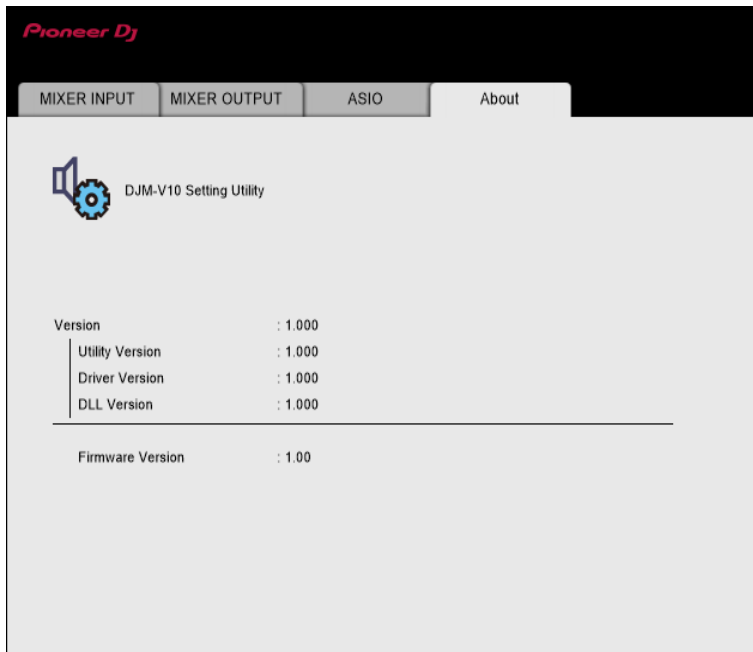 Pioneer Dj
MIXER INPUT MIXER OUTPUT ASIO About
DJM-V10 Setting Utility
Version : 1.000
Utility Version : 1.000
Driver Version : 1.000
DLL Version : 1.000
Firmware Version : 1.00